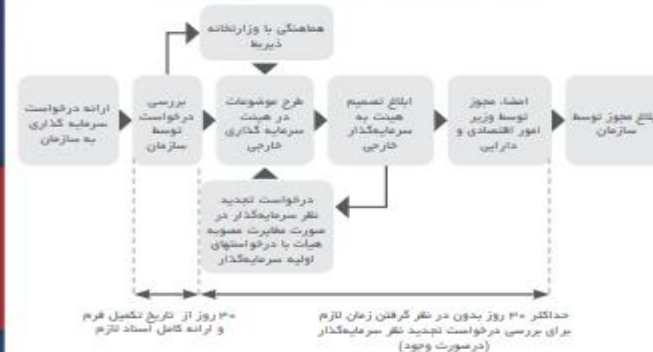 هماهنگی با وزارتخانه
ذیربط
ارائه درخواست
سرمایه گذاری
به سازمان
بررسی
درخواست
توسط
سازمان
طرح موضوعات
در هیئت
سرمایه گذاری
خارجی
ابلاغ تصمیم
هیئت به
سرمایه‌گذار
خارجی
امضاء مجوز
توسط وزیر
امور اقتصادی و
دارایی
ابلاغ مجوز توسط
سازمان
درخواست تجدید
نظر سرمایه‌گذار در
صورت مغایرت مصوبه
هیأت با درخواستهای
اولیه سرمایه‌گذار
۳۰ روز از تاریخ تکمیل فرم
و ارائه کامل اسناد لازم
حداکثر ۳۰ روز بدون در نظر گرفتن زمان لازم
برای بررسی درخواست تجدید نظر سرمایه‌گذار
(درصورت وجود)